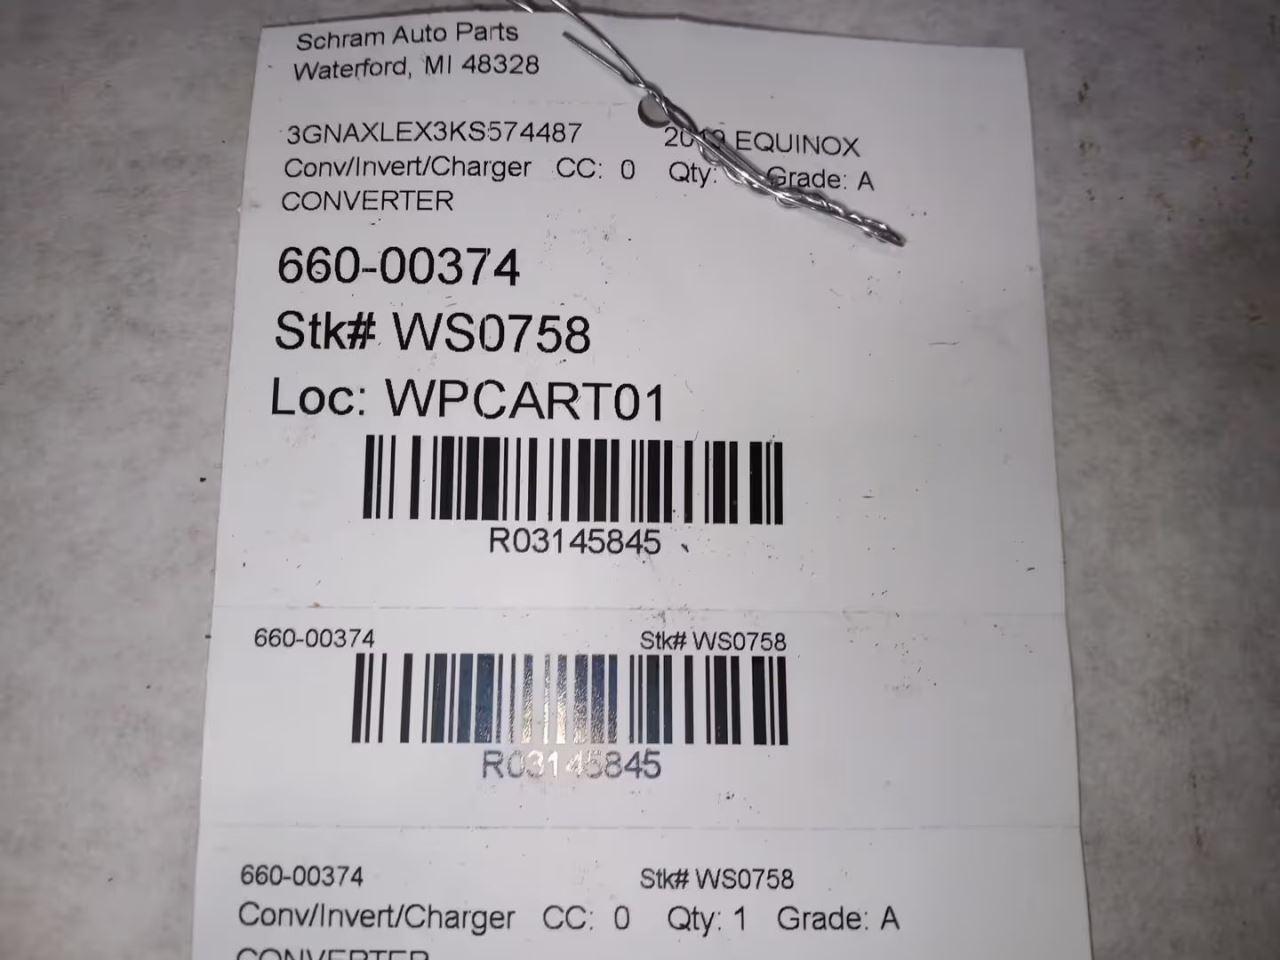 Schram Auto Parts
Waterford, MI 48328
3GNAXLEX3KS574487 2019 EQUINOX
Conv/Invert/Charger CC: 0 Qty: Grade: A
CONVERTER
660-00374
Stk# WS0758
Loc: WPCART01
R03145845
660-00374 Stk# WS0758
R03145845
660-00374 Stk# WS0758
Conv/Invert/Charger CC: 0 Qty: 1 Grade: A
CONVERTER